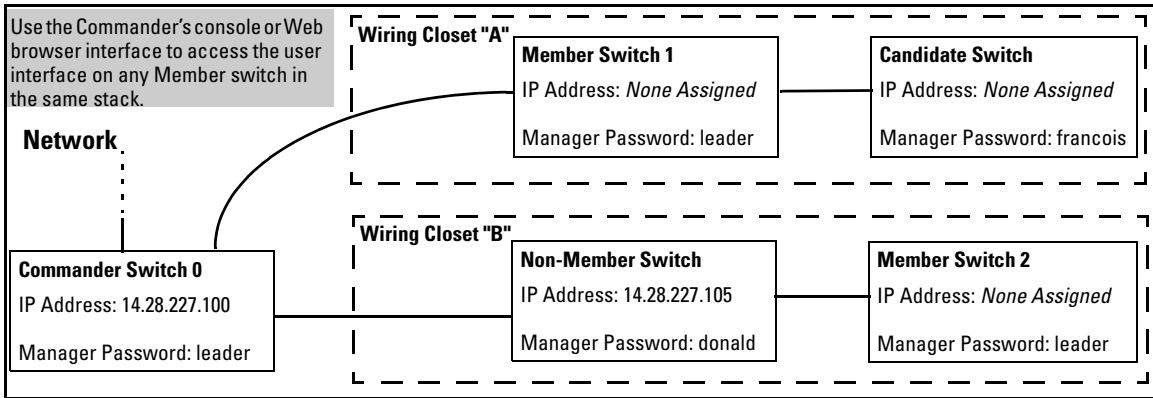 Use the Commander's console or Web
browser interface to access the user
interface on any Member switch in
the same stack.
Network
Wiring Closet "A"
Member Switch 1
IP Address: None Assigned
Manager Password: leader
Candidate Switch
IP Address: None Assigned
Manager Password: francois
Commander Switch 0
IP Address: 14.28.227.100
Manager Password: leader
Wiring Closet "B"
Non-Member Switch
IP Address: 14.28.227.105
Manager Password: donald
Member Switch 2
IP Address: None Assigned
Manager Password: leader